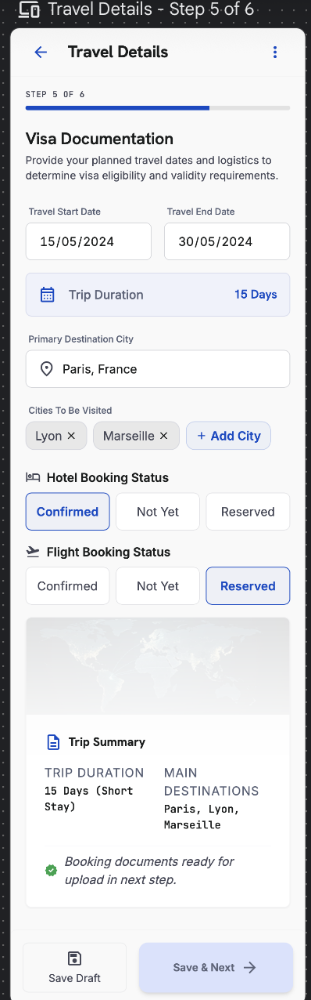 Travel Details - Step 5 of 6
Travel Details
STEP 5 OF 6
Visa Documentation
Provide your planned travel dates and logistics to
determine visa eligibility and validity requirements.
Travel Start Date
Travel End Date
15/05/2024
30/05/2024
Trip Duration
15 Days
Primary Destination City
Paris, France
Cities To Be Visited
Lyon ×
Marseille ×
+ Add City
Hotel Booking Status
Confirmed
Not Yet
Reserved
Flight Booking Status
Confirmed
Not Yet
Reserved
Trip Summary
TRIP DURATION
15 Days (Short
Stay)
MAIN
DESTINATIONS
Paris, Lyon,
Marseille
Booking documents ready for
upload in next step.
Save Draft
Save & Next →